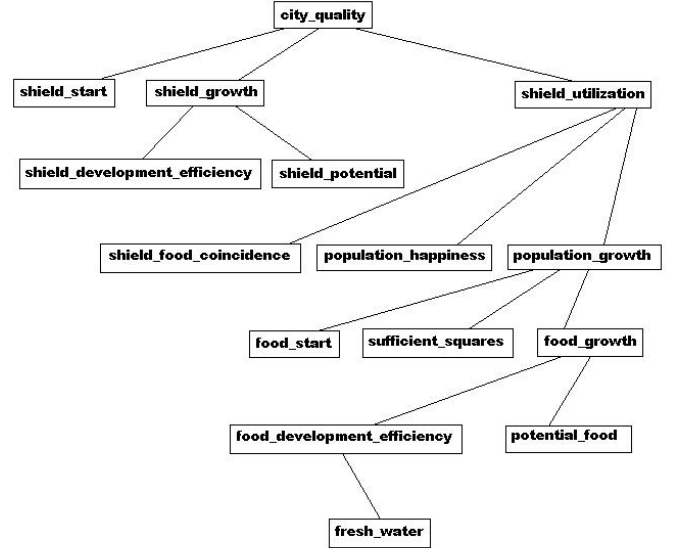 city_quality
shield_start
shield_growth
shield_utilization
shield_development_efficiency
shield_potential
shield_food_coincidence
population_happiness
population_growth
food_start
sufficient_squares
food_growth
food_development_efficiency
potential_food
fresh_water